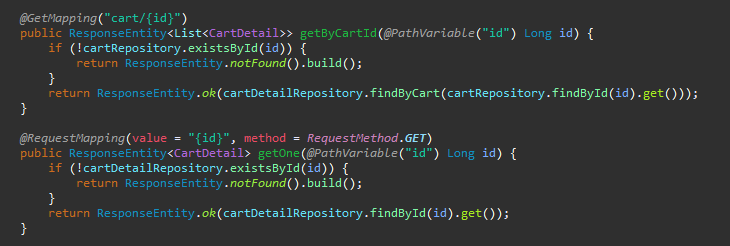 @GetMapping("cart/{id}")
public ResponseEntity<List<CartDetail>> getByCartId(@PathVariable("id") Long id) {
if (!cartRepository.existsById(id)) {
return ResponseEntity.notFound().build();
}
return ResponseEntity.ok(cartDetailRepository.findByCart(cartRepository.findById(id).get()));
}
@RequestMapping(value = "{id}", method = RequestMethod.GET)
public ResponseEntity<CartDetail> getOne(@PathVariable("id") Long id) {
if (!cartDetailRepository.existsById(id)) {
return ResponseEntity.notFound().build();
}
return ResponseEntity.ok(cartDetailRepository.findById(id).get());
}